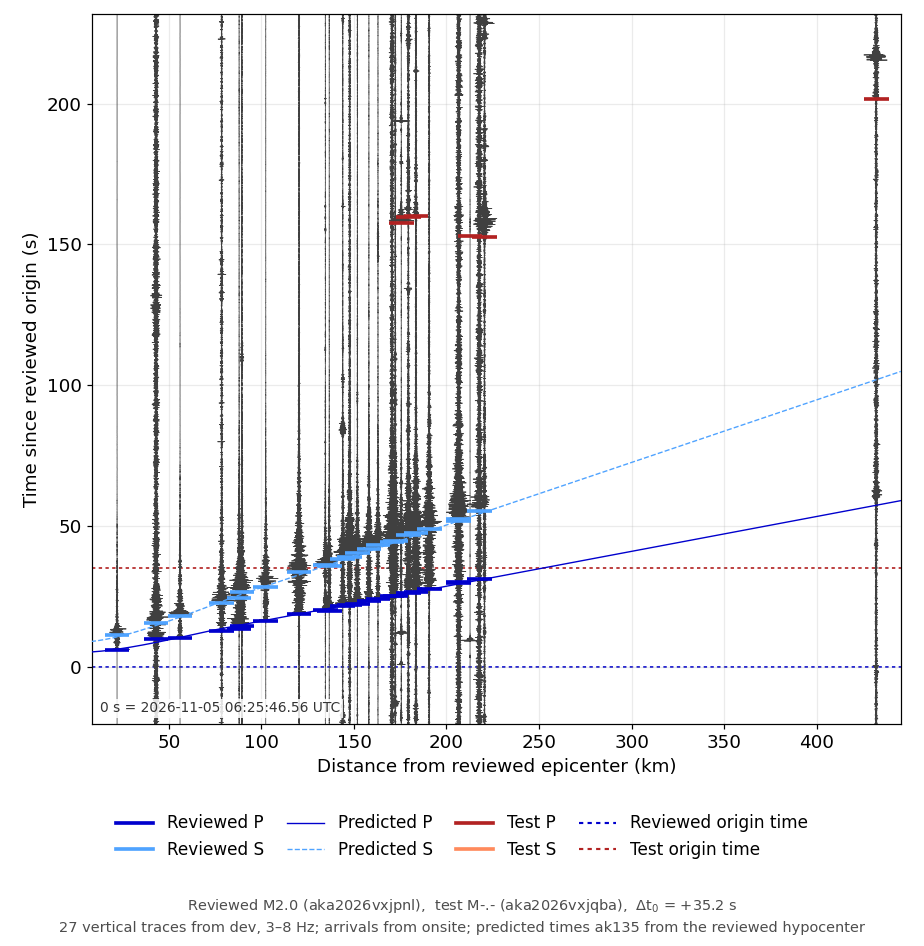 200
150
100
50
0
Time since reviewed origin (s)
0 s = 2026-11-05 06:25:46.56 UTC
50 100 150 200 250 300 350 400
Distance from reviewed epicenter (km)
Reviewed P Predicted P Test P Reviewed origin time
Reviewed S Predicted S Test S Test origin time
Reviewed M2.0 (aka2026vxjpnl), test M-.- (aka2026vxjqba), Δt₀ = +35.2 s
27 vertical traces from dev, 3–8 Hz; arrivals from onsite; predicted times ak135 from the reviewed hypocenter